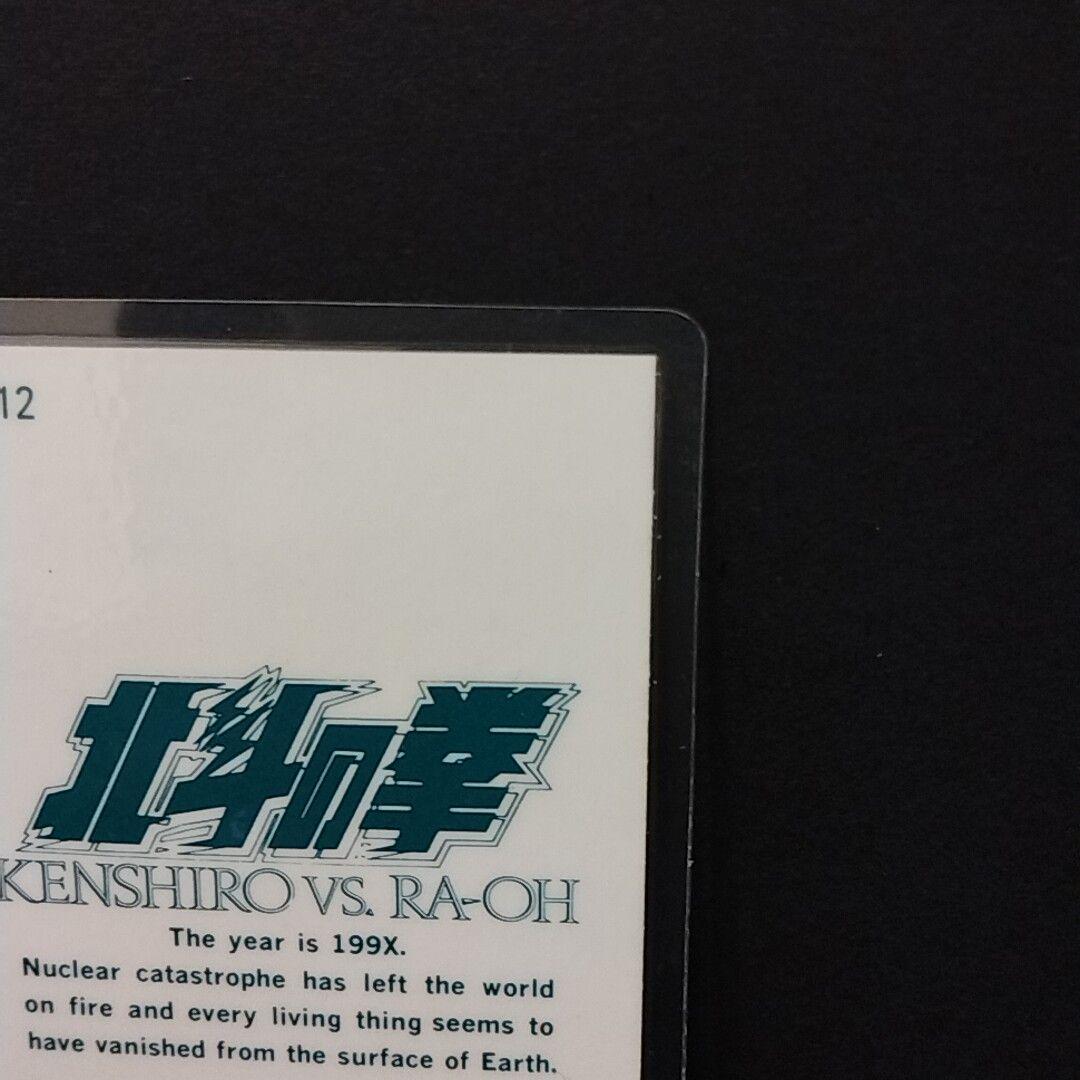 12
北斗の拳
KENSHIRO VS. RA-OH
The year is 199X.
Nuclear catastrophe has left the world
on fire and every living thing seems to
have vanished from the surface of Earth.